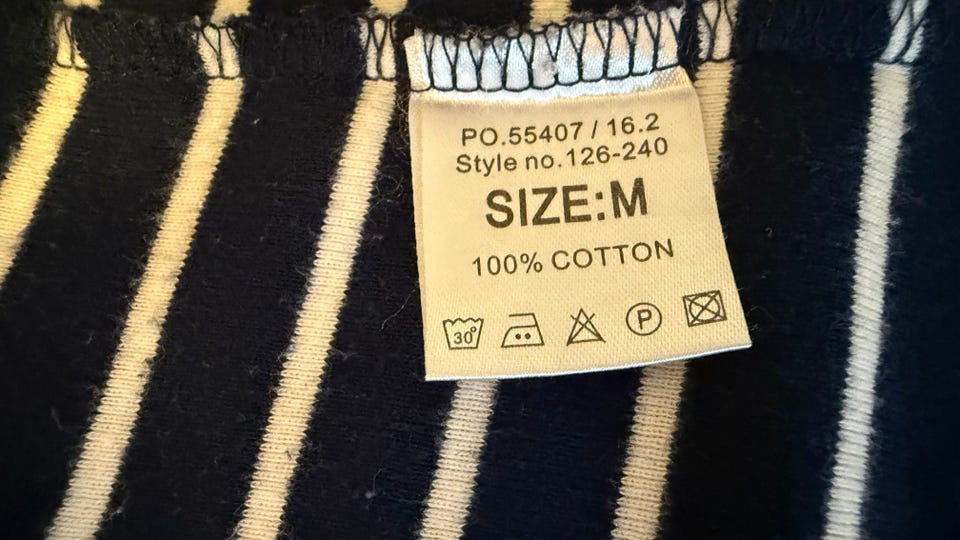 PO.55407 / 16.2
Style no.126-240
SIZE:M
100% COTTON
30° P